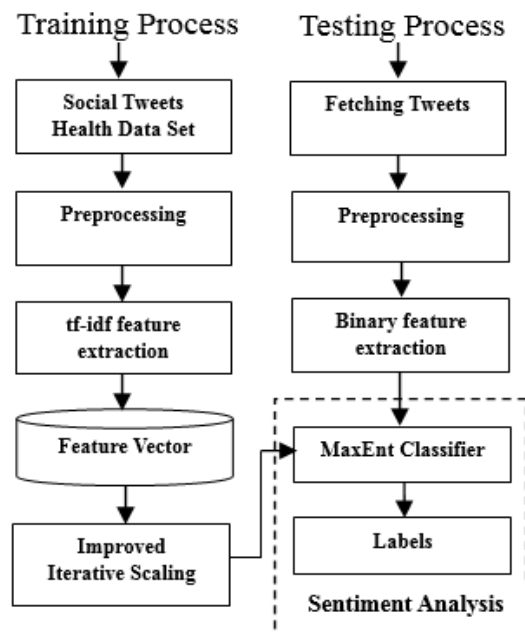 Training Process
Social Tweets
Health Data Set
Preprocessing
tf-idf feature
extraction
Feature Vector
Improved
Iterative Scaling
Testing Process
Fetching Tweets
Preprocessing
Binary feature
extraction
MaxEnt Classifier
Labels
Sentiment Analysis